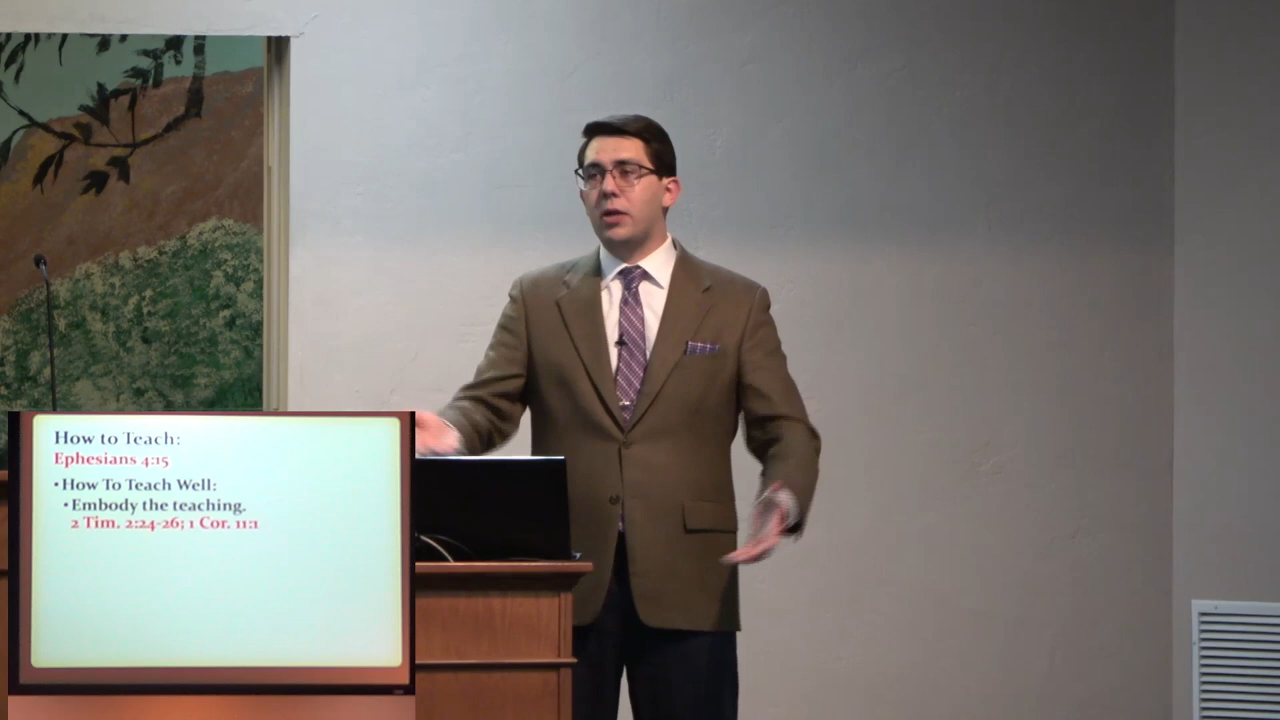 How to Teach:
Ephesians 4:15
•How To Teach Well:
•Embody the teaching.
2 Tim. 2:24-26; 1 Cor. 11:1